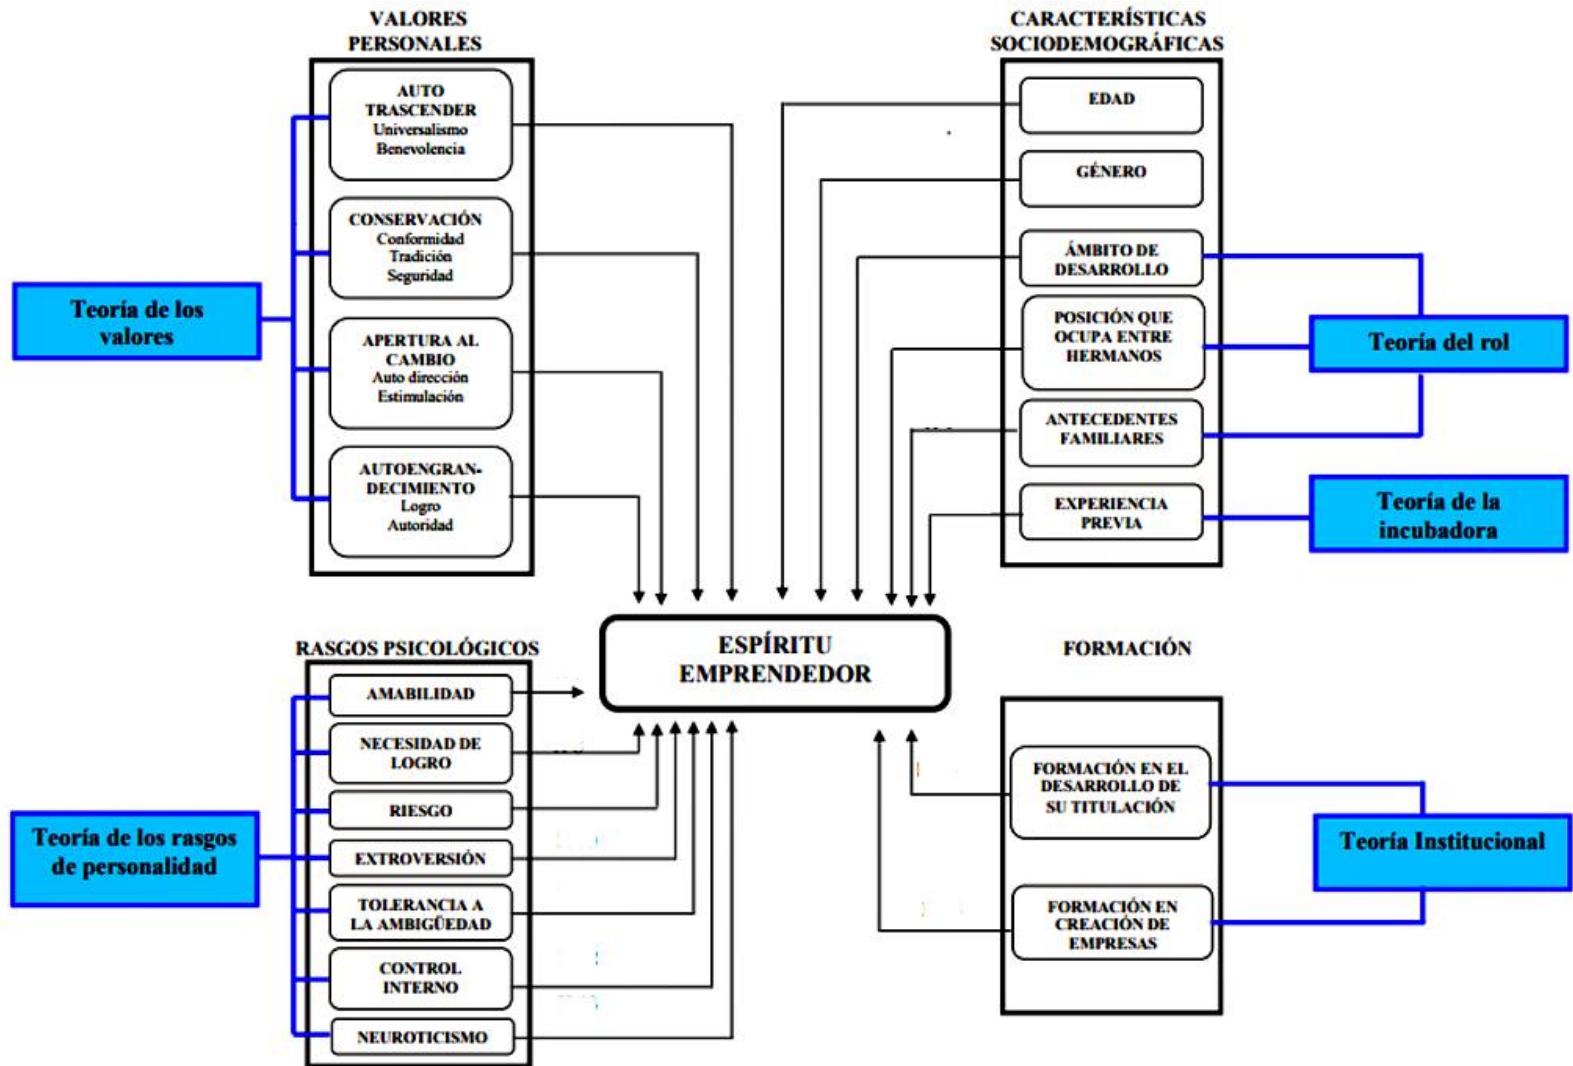 VALORES
PERSONALES
AUTO
TRASCENDER
Universalismo
Benevolencia
CONSERVACIÓN
Conformidad
Tradición
Seguridad
APERTURA AL
CAMBIO
Auto dirección
Estimulación
AUTOENGRAN-
DECIMIENTO
Logro
Autoridad
Teoría de los
valores
CARACTERÍSTICAS
SOCIODEMOGRÁFICAS
EDAD
GÉNERO
ÁMBITO DE
DESARROLLO
POSICIÓN QUE
OCUPA ENTRE
HERMANOS
ANTECEDENTES
FAMILIARES
EXPERIENCIA
PREVIA
Teoría del rol
Teoría de la
incubadora
ESPÍRITU
EMPRENDEDOR
RASGOS PSICOLÓGICOS
AMABILIDAD
NECESIDAD DE
LOGRO
RIESGO
EXTROVERSIÓN
TOLERANCIA A
LA AMBIGÜEDAD
CONTROL
INTERNO
NEUROTICISMO
Teoría de los rasgos
de personalidad
FORMACIÓN
FORMACIÓN EN EL
DESARROLLO DE
SU TITULACIÓN
FORMACIÓN EN
CREACIÓN DE
EMPRESAS
Teoría Institucional